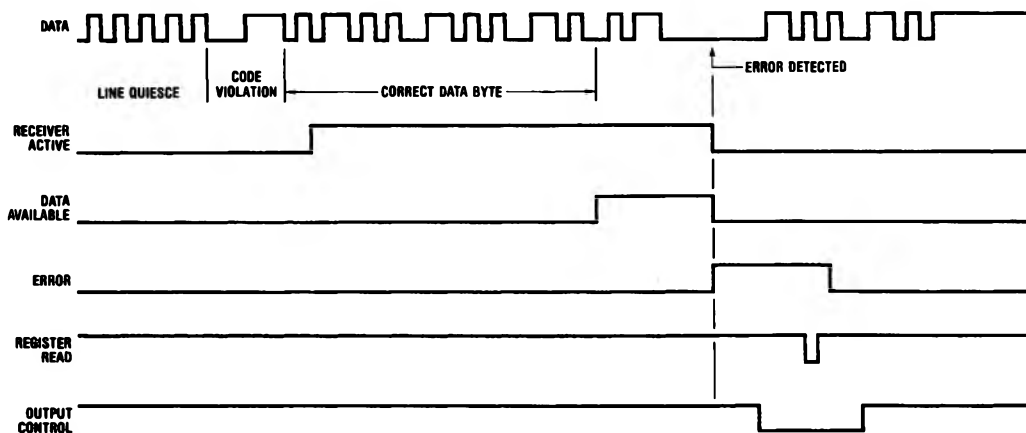 DATA
ERROR DETECTED
LINE QUIESCE
CODE
VIOLATION
CORRECT DATA BYTE
RECEIVER
ACTIVE
DATA
AVAILABLE
ERROR
REGISTER
READ
OUTPUT
CONTROL